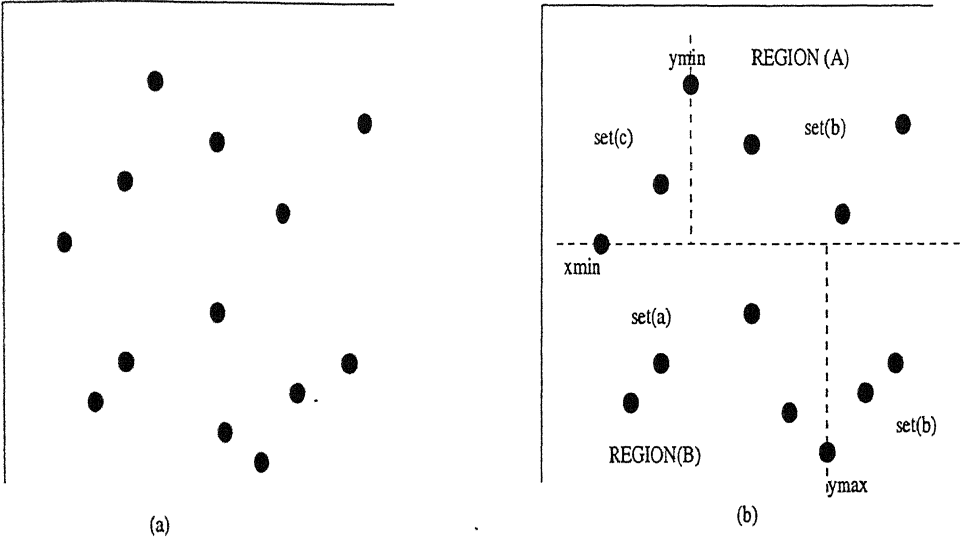 ymin
REGION (A)
set(c)
set(b)
xmin
set(a)
set(b)
REGION(B)
ymax
(a)
(b)